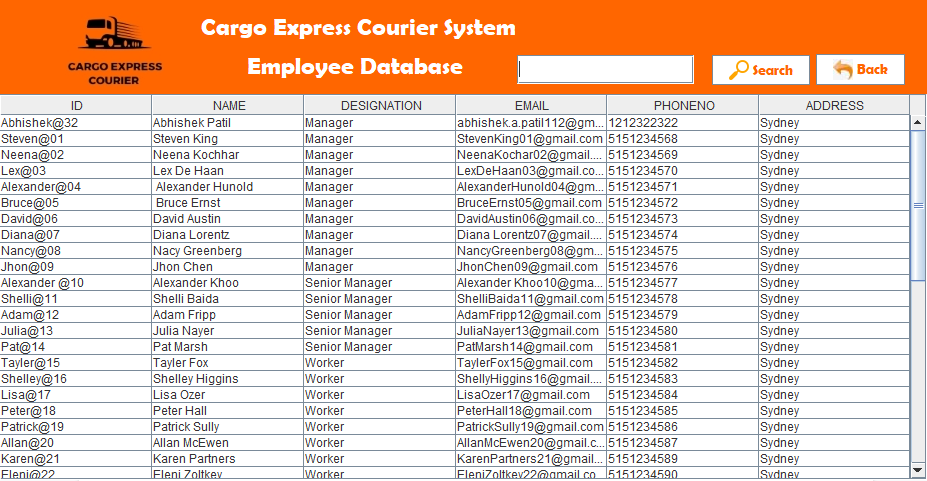 Cargo Express Courier System
CARGO EXPRESS
COURIER
Employee Database
Search
Back
ID NAME DESIGNATION EMAIL PHONENO ADDRESS
Abhishek@32 Abhishek Patil Manager abhishek.a.patil112@gm... 1212322322 Sydney
Steven@01 Steven King Manager StevenKing01@gmail.com 5151234568 Sydney
Neena@02 Neena Kochhar Manager NeenaKochar02@gmail.... 5151234569 Sydney
Lex@03 Lex De Haan Manager LexDeHaan03@gmail.co... 5151234570 Sydney
Alexander@04 Alexander Hunold Manager AlexanderHunold04@gm... 5151234571 Sydney
Bruce@05 Bruce Ernst Manager BruceErnst05@gmail.com 5151234572 Sydney
David@06 David Austin Manager DavidAustin06@gmail.co... 5151234573 Sydney
Diana@07 Diana Lorentz Manager Diana Lorentz07@gmail.... 5151234574 Sydney
Nancy@08 Nacy Greenberg Manager NancyGreenberg08@gm... 5151234575 Sydney
Jhon@09 Jhon Chen Manager JhonChen09@gmail.com 5151234576 Sydney
Alexander @10 Alexander Khoo Senior Manager Alexander Khoo10@gma... 5151234577 Sydney
Shelli@11 Shelli Baida Senior Manager ShelliBaida11@gmail.com 5151234578 Sydney
Adam@12 Adam Fripp Senior Manager AdamFripp12@gmail.com 5151234579 Sydney
Julia@13 Julia Nayer Senior Manager JuliaNayer13@gmail.com 5151234580 Sydney
Pat@14 Pat Marsh Senior Manager PatMarsh14@gmail.com 5151234581 Sydney
Tayler@15 Tayler Fox Worker TaylerFox15@gmail.com 5151234582 Sydney
Shelley@16 Shelley Higgins Worker ShellyHiggins16@gmail.... 5151234583 Sydney
Lisa@17 Lisa Ozer Worker LisaOzer17@gmail.com 5151234584 Sydney
Peter@18 Peter Hall Worker PeterHall18@gmail.com 5151234585 Sydney
Patrick@19 Patrick Sully Worker PatrickSully19@gmail.com 5151234586 Sydney
Allan@20 Allan McEwen Worker AllanMcEwen20@gmail.c... 5151234587 Sydney
Karen@21 Karen Partners Worker KarenPartners21@gmail.... 5151234589 Sydney
Eleni@22 Eleni Zoltkey Worker EleniZoltkey22@gmail.co... 5151234590 Sydney